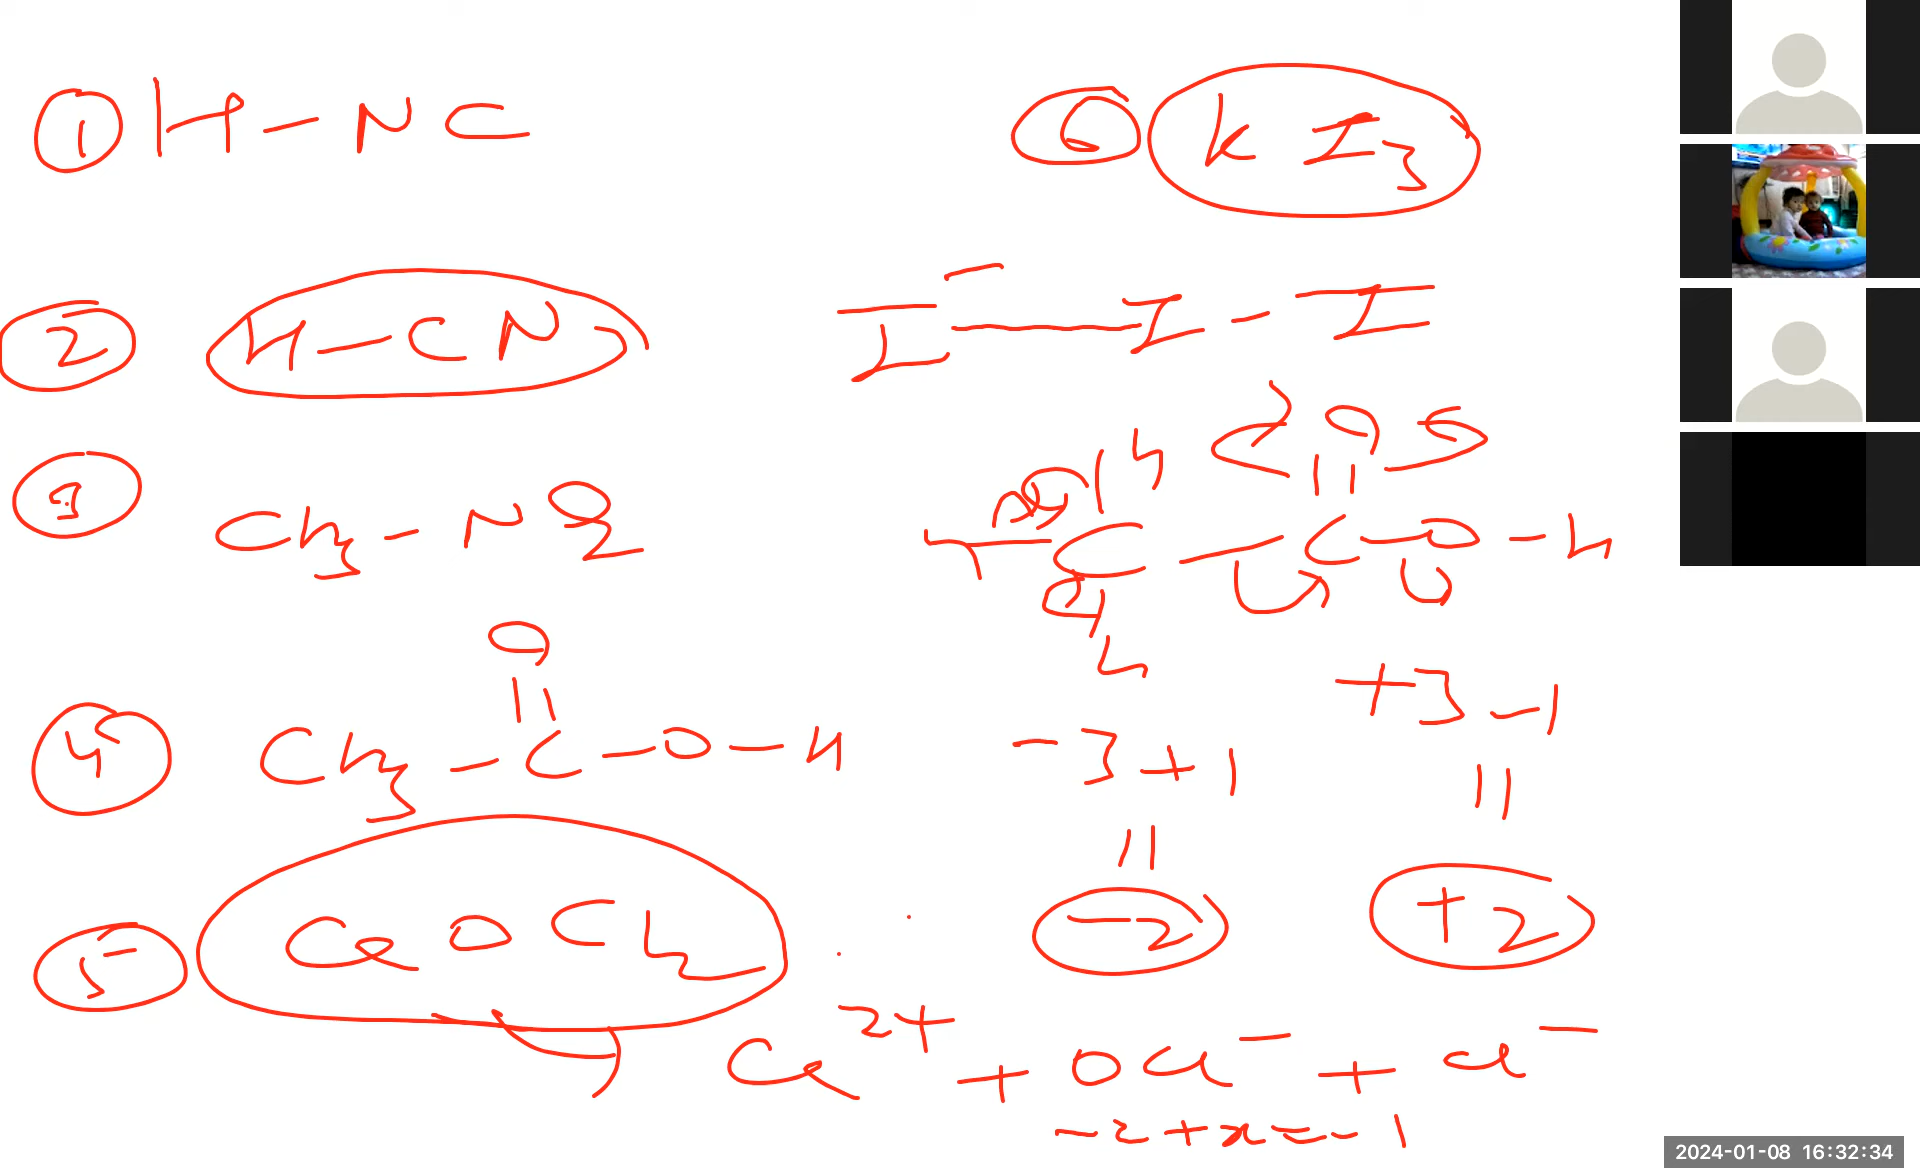 ① H - NC
② H - CN
③ CH3 - NO2
O
||
④ CH3 - C - O - H
⑤ CaOCl2
Ca2+ + OCl- + Cl-
-2 + x = -1
⑥ KI3
I- — I - I
H O
||
H C — C - O - H
H
-3 + 1
||
-2
+3 - 1
||
+2
2024-01-08 16:32:34